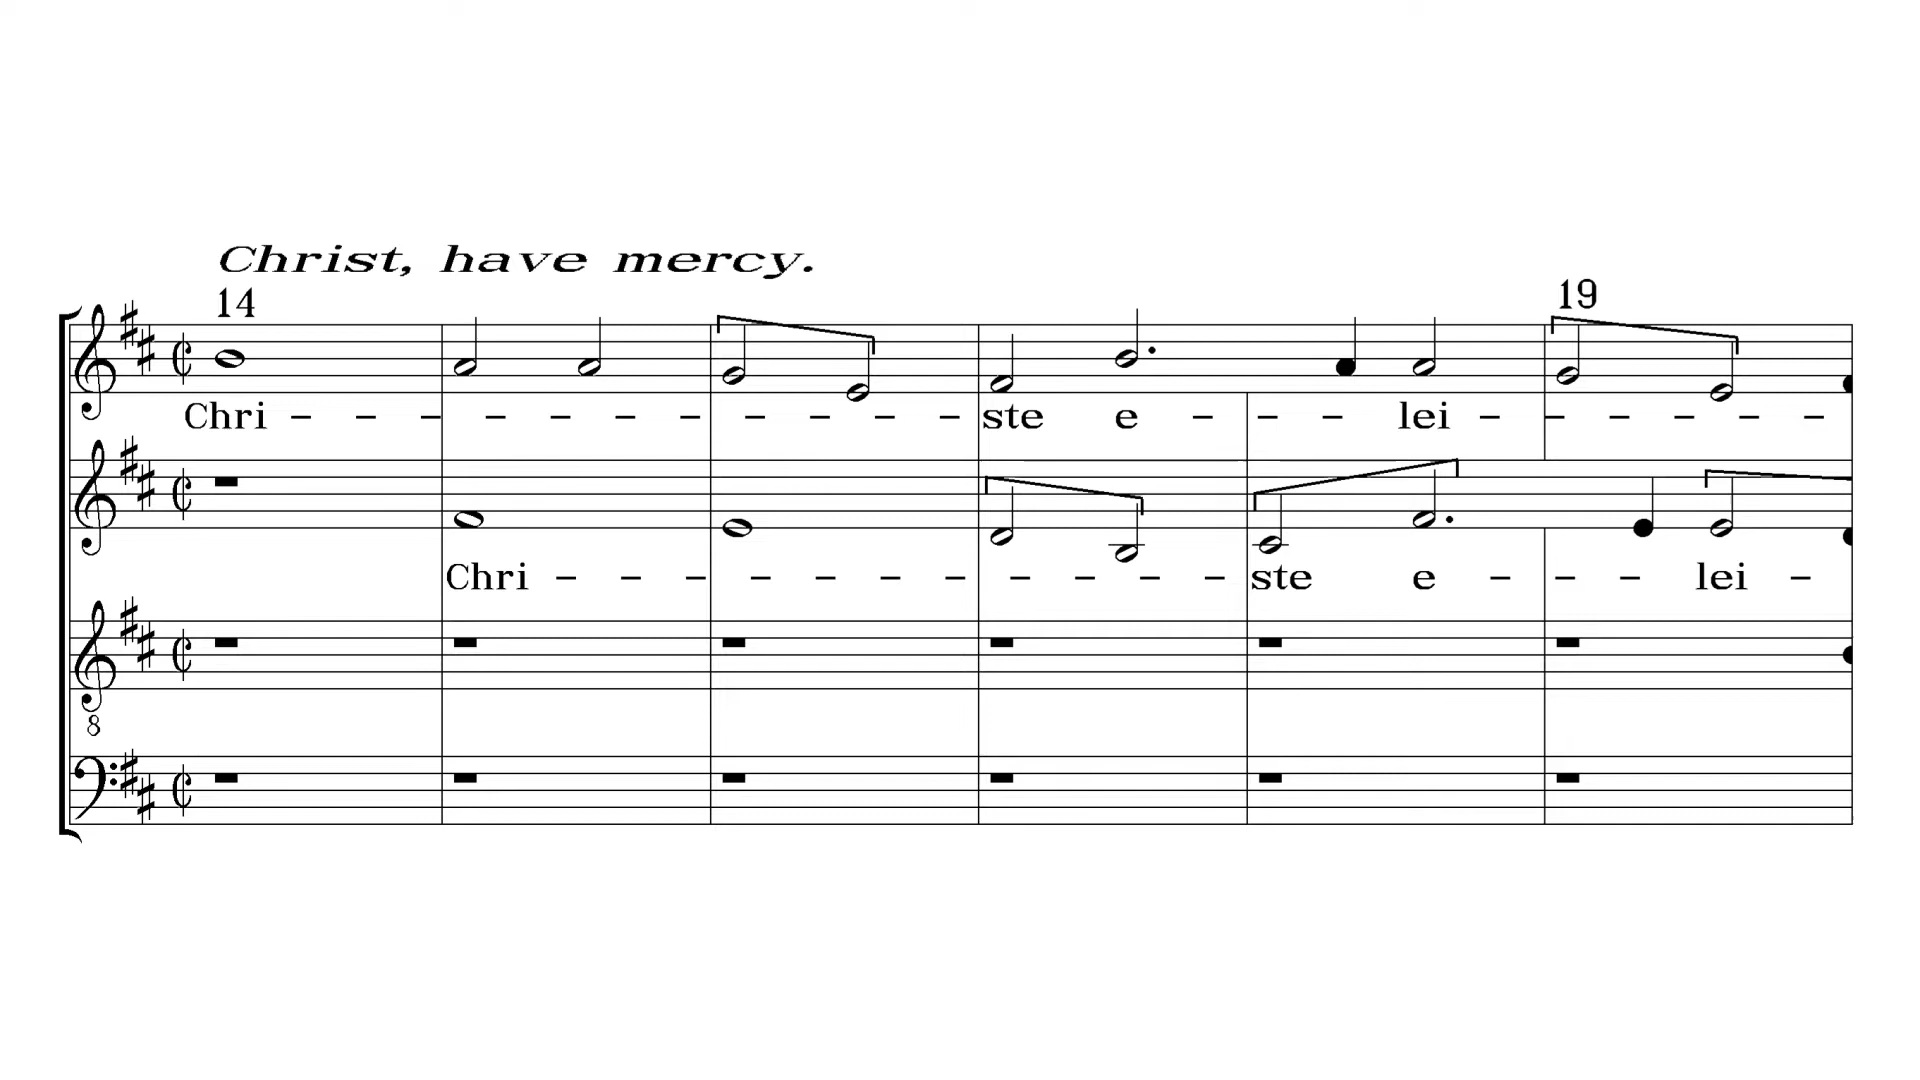 Christ, have mercy.
14 19
Chri - - - - - - - - - - - ste e - - - lei - - - - - -
Chri - - - - - - - - - - - ste e - - - lei -
8